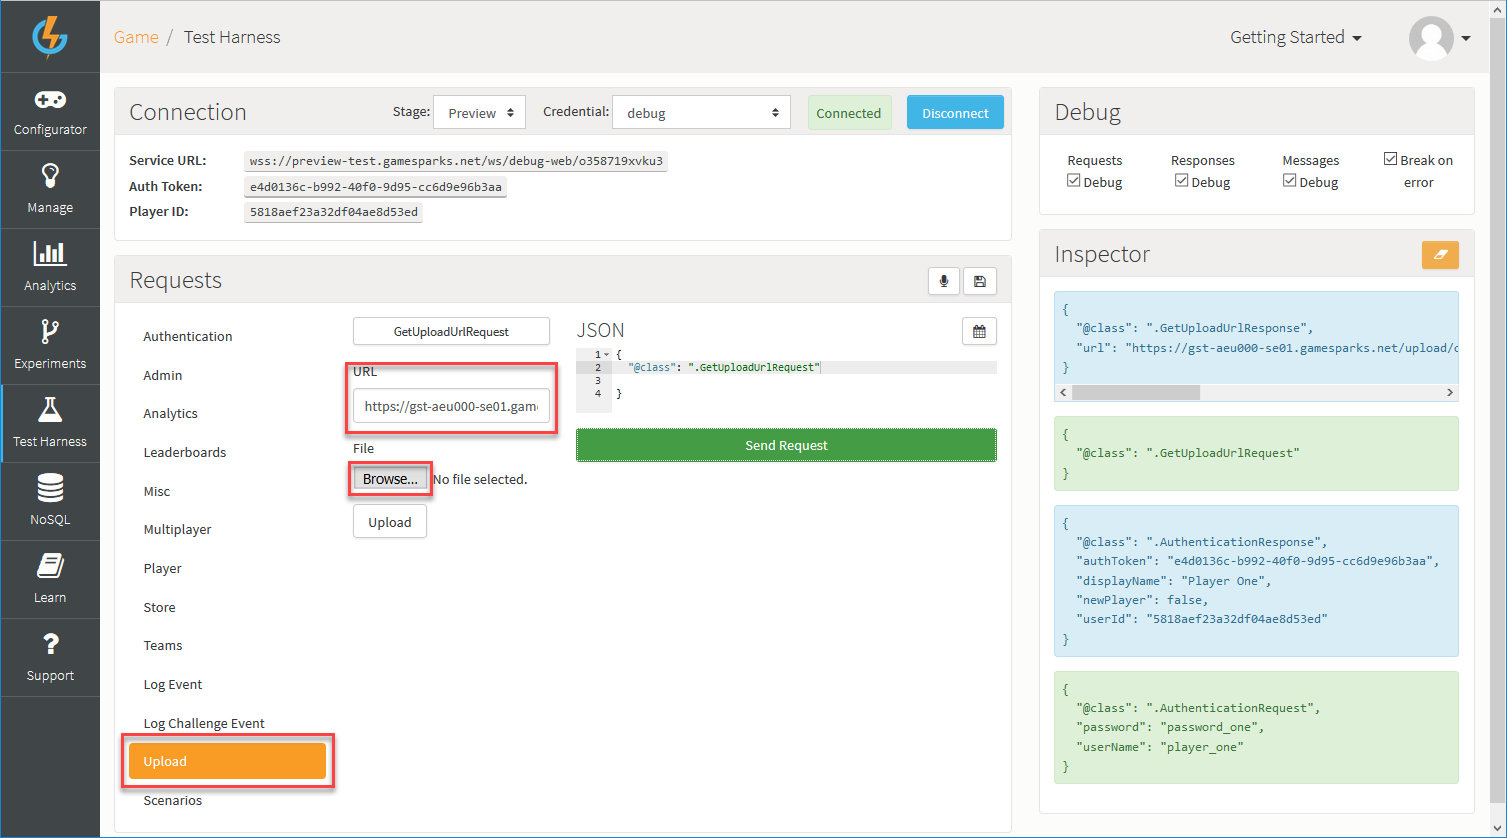 Game / Test Harness
Getting Started
Configurator
Manage
Analytics
Experiments
Test Harness
NoSQL
Learn
Support
Connection
Stage: Preview
Credential: debug
Connected
Disconnect
Service URL: wss://preview-test.gamesparks.net/ws/debug-web/o358719xvku3
Auth Token: e4d0136c-b992-40f0-9d95-cc6d9e96b3aa
Player ID: 5818aef23a32df04ae8d53ed
Requests
Authentication
Admin
Analytics
Leaderboards
Misc
Multiplayer
Player
Store
Teams
Log Event
Log Challenge Event
Upload
Scenarios
GetUploadUrlRequest
URL
https://gst-aeu000-se01.gam
File
Browse... No file selected.
Upload
JSON
1 {
2 "@class": ".GetUploadUrlRequest"
3
4 }
Send Request
Debug
Requests
Debug
Responses
Debug
Messages
Debug
Break on
error
Inspector
{
"@class": ".GetUploadUrlResponse",
"url": "https://gst-aeu000-se01.gamesparks.net/upload/
}
{
"@class": ".GetUploadUrlRequest"
}
{
"@class": ".AuthenticationResponse",
"authToken": "e4d0136c-b992-40f0-9d95-cc6d9e96b3aa",
"displayName": "Player One",
"newPlayer": false,
"userId": "5818aef23a32df04ae8d53ed"
}
{
"@class": ".AuthenticationRequest",
"password": "password_one",
"userName": "player_one"
}